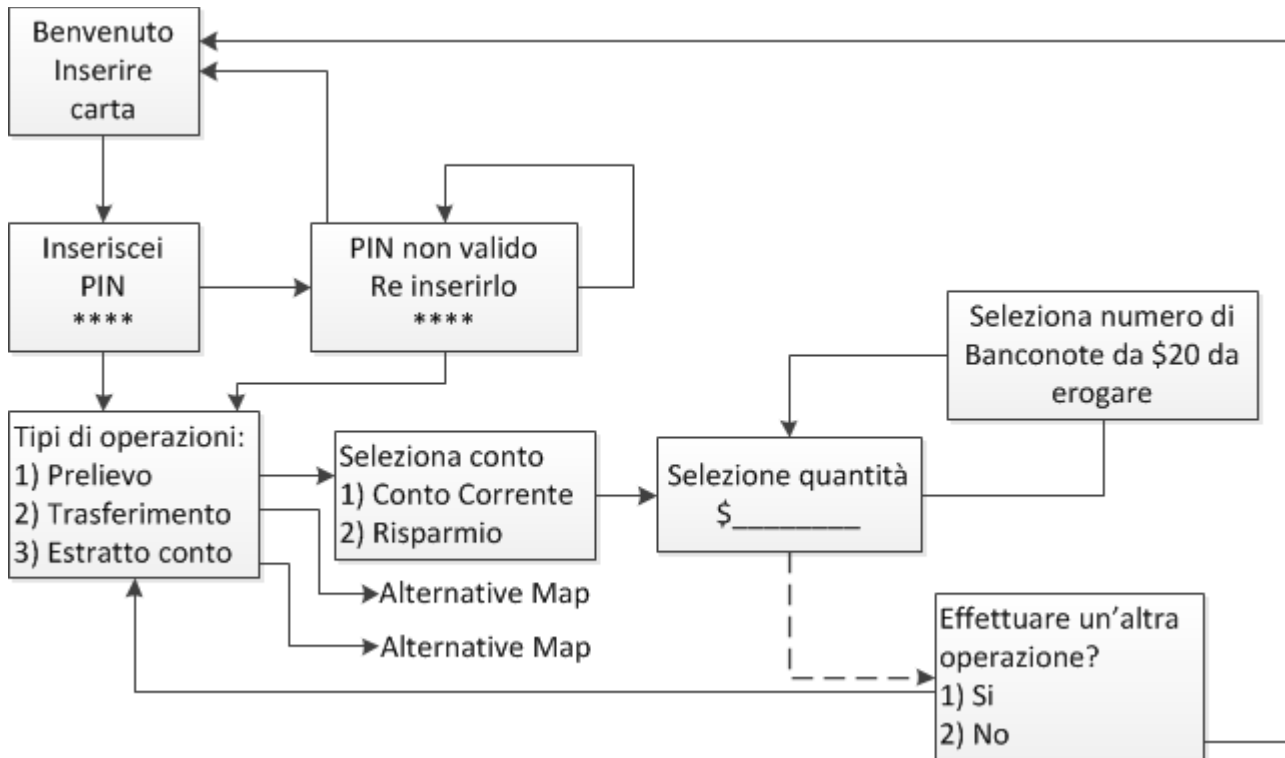 Benvenuto
Inserire
carta
Inseriscei
PIN
****
PIN non valido
Re inserirlo
****
Seleziona numero di
Banconote da $20 da
erogare
Tipi di operazioni:
1) Prelievo
2) Trasferimento
3) Estratto conto
Seleziona conto
1) Conto Corrente
2) Risparmio
Selezione quantità
$________
Alternative Map
Alternative Map
Effettuare un’altra
operazione?
1) Si
2) No